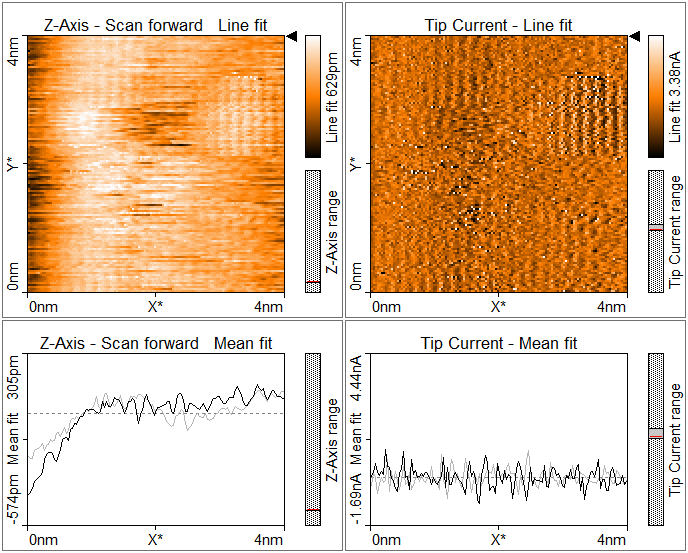 Z-Axis - Scan forward Line fit
4nm
Y*
0nm
0nm X* 4nm
Line fit 629pm
Z-Axis range
Tip Current - Line fit
4nm
Y*
0nm
0nm X* 4nm
Line fit 3.38nA
Tip Current range
Z-Axis - Scan forward Mean fit
-574pm Mean fit 305pm
0nm X* 4nm
Z-Axis range
Tip Current - Mean fit
-1.69nA Mean fit 4.44nA
0nm X* 4nm
Tip Current range